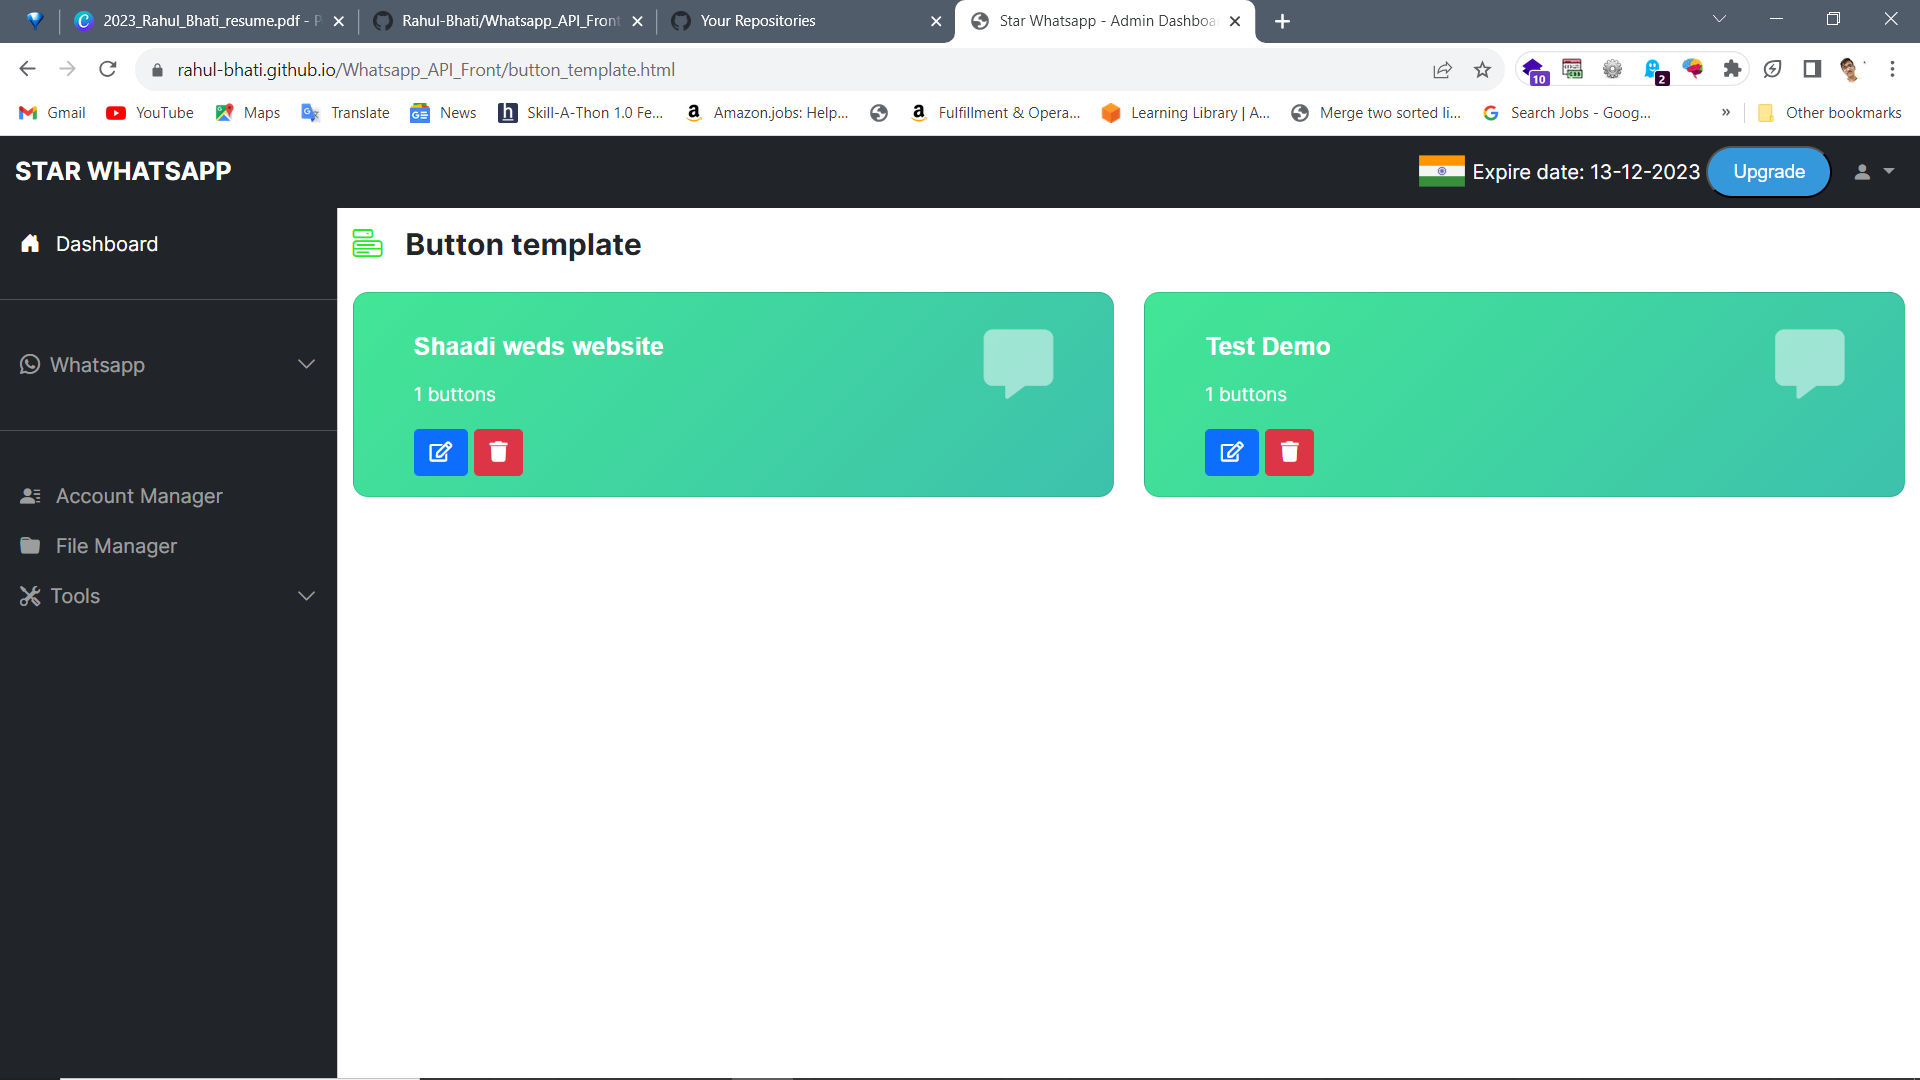 2023_Rahul_Bhati_resume.pdf - P
Rahul-Bhati/Whatsapp_API_Front
Your Repositories
Star Whatsapp - Admin Dashboa
rahul-bhati.github.io/Whatsapp_API_Front/button_template.html
10
2
Gmail
YouTube
Maps
Translate
News
Skill-A-Thon 1.0 Fe...
Amazon.jobs: Help...
Fulfillment & Opera...
Learning Library | A...
Merge two sorted li...
Search Jobs - Goog...
»
Other bookmarks
STAR WHATSAPP
Expire date: 13-12-2023
Upgrade
Dashboard
Whatsapp
Account Manager
File Manager
Tools
Button template
Shaadi weds website
1 buttons
Test Demo
1 buttons